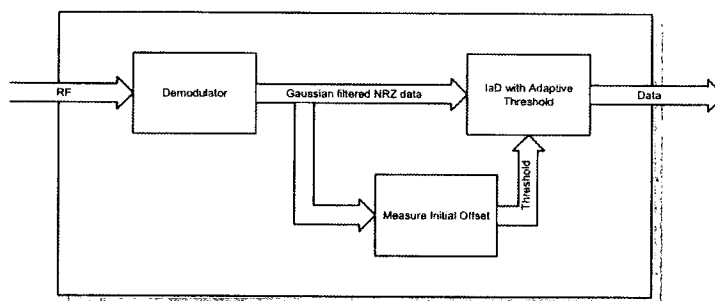 RF
Demodulator
Gaussian filtered NRZ data
IaD with Adaptive
Threshold
Data
Threshold
Measure Initial Offset